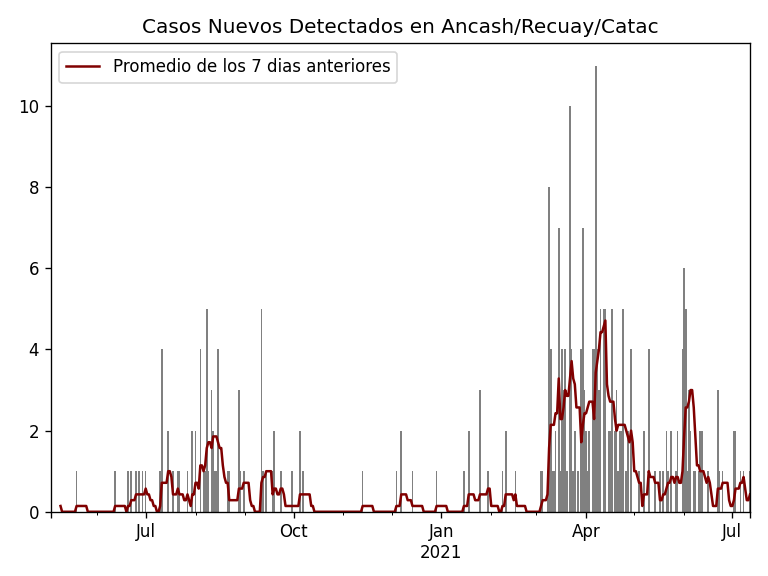 Casos Nuevos Detectados en Ancash/Recuay/Catac
Promedio de los 7 dias anteriores
10
8
6
4
2
0
Jul
Oct
Jan
2021
Apr
Jul